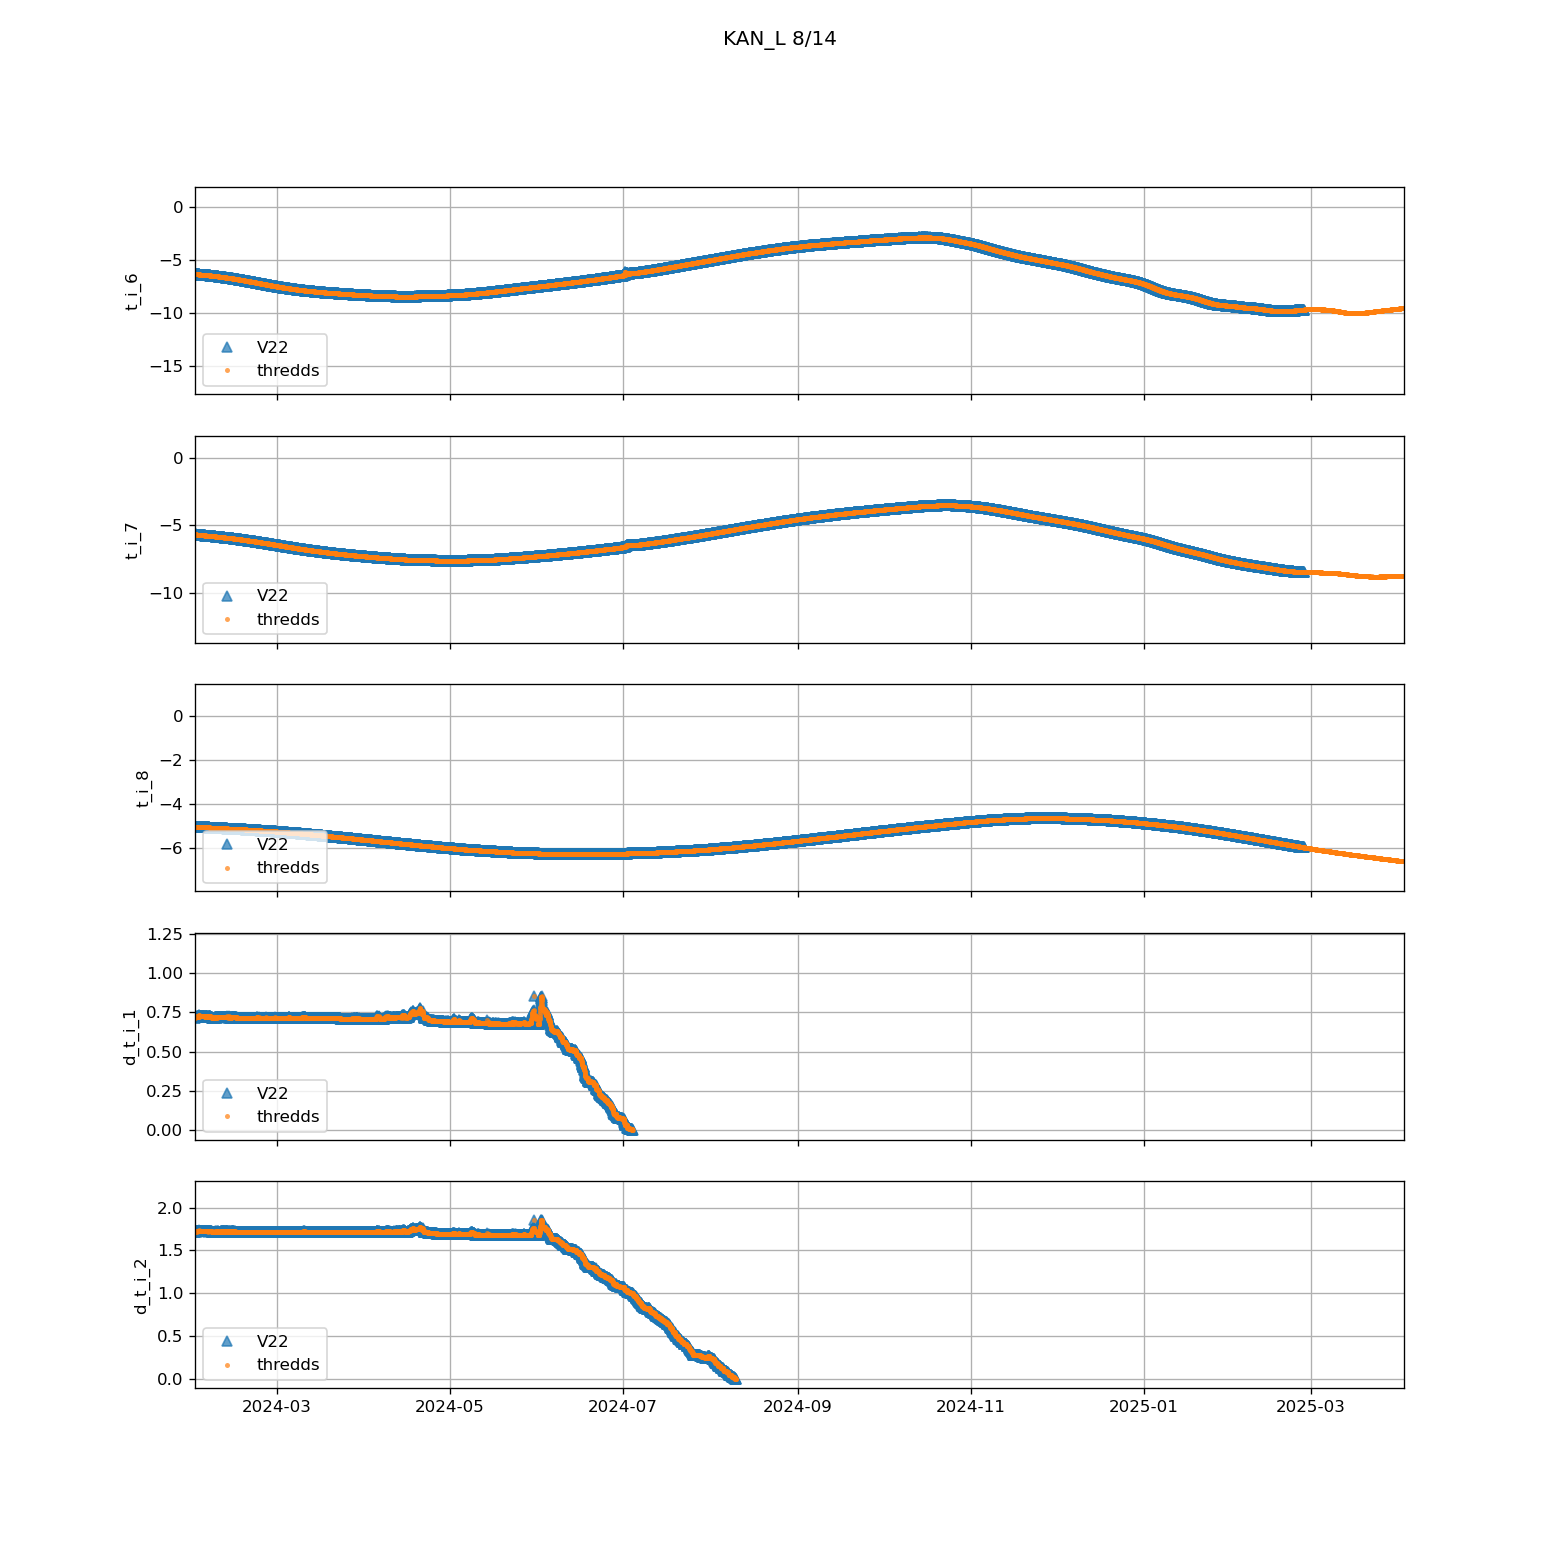 KAN_L 8/14
0
−5
−10
−15
t_i_6
V22
thredds
0
−5
−10
t_i_7
V22
thredds
0
−2
−4
−6
t_i_8
V22
thredds
1.25
1.00
0.75
0.50
0.25
0.00
d_t_i_1
V22
thredds
2.0
1.5
1.0
0.5
0.0
d_t_i_2
V22
thredds
2024-03 2024-05 2024-07 2024-09 2024-11 2025-01 2025-03